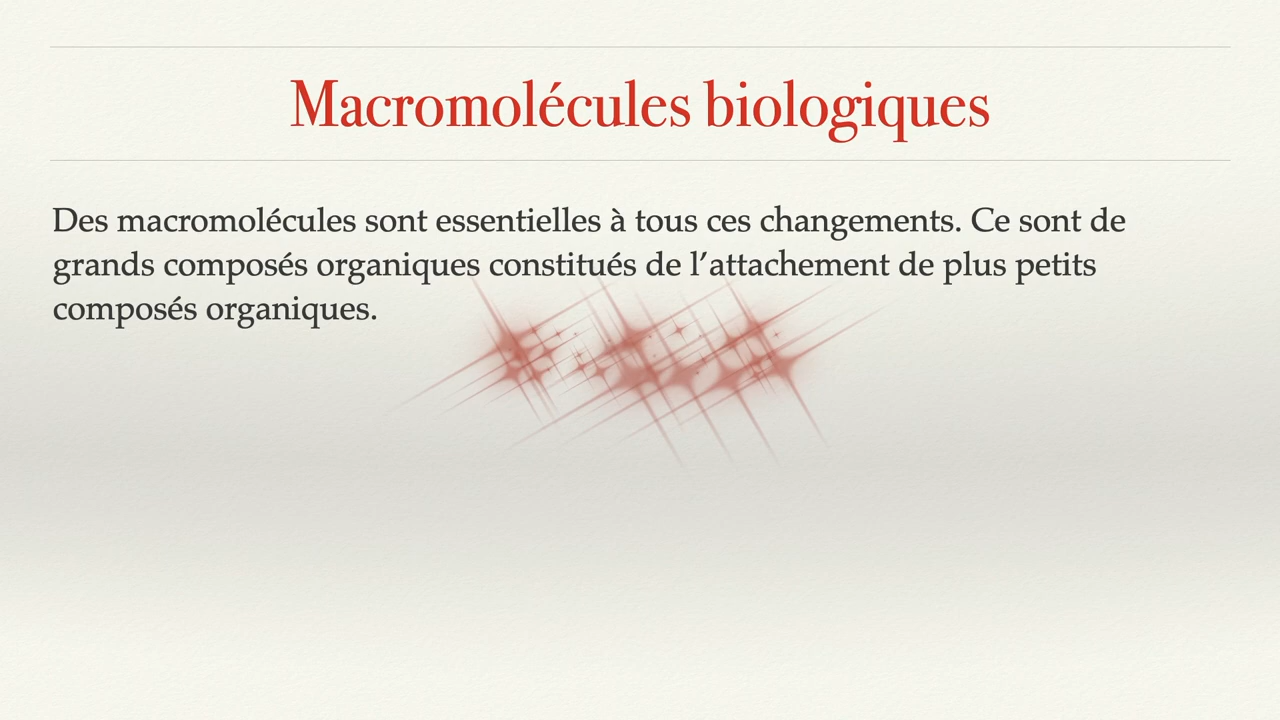 Macromolécules biologiques
Des macromolécules sont essentielles à tous ces changements. Ce sont de
grands composés organiques constitués de l’attachement de plus petits
composés organiques.